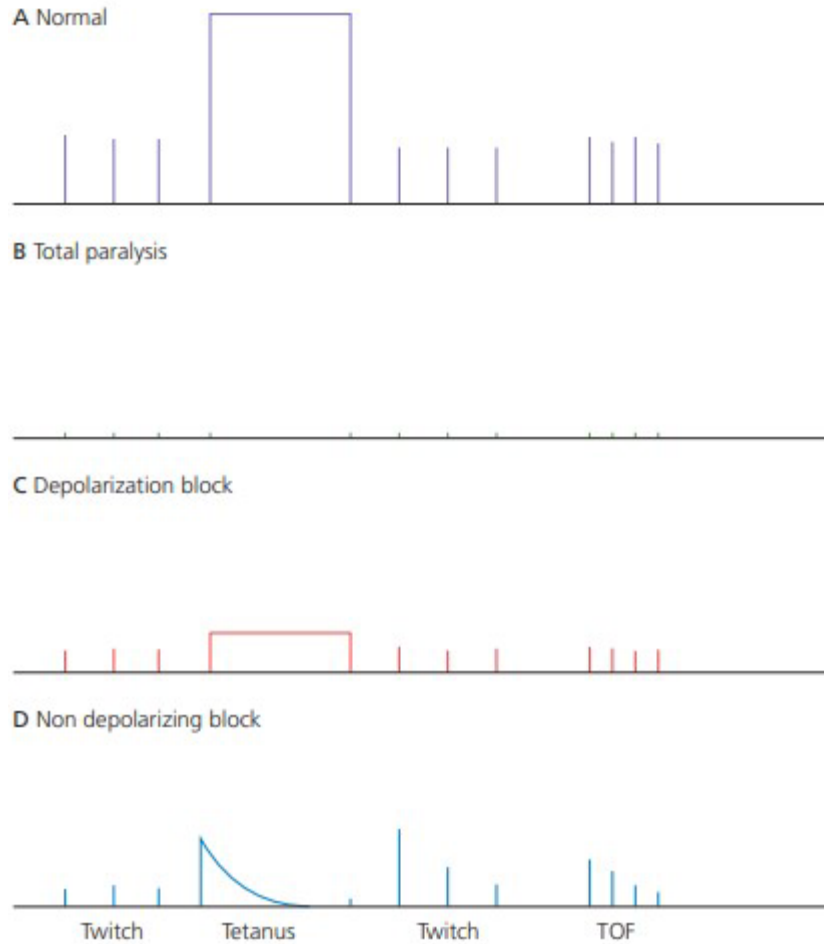 A Normal
B Total paralysis
C Depolarization block
D Non depolarizing block
Twitch Tetanus Twitch TOF